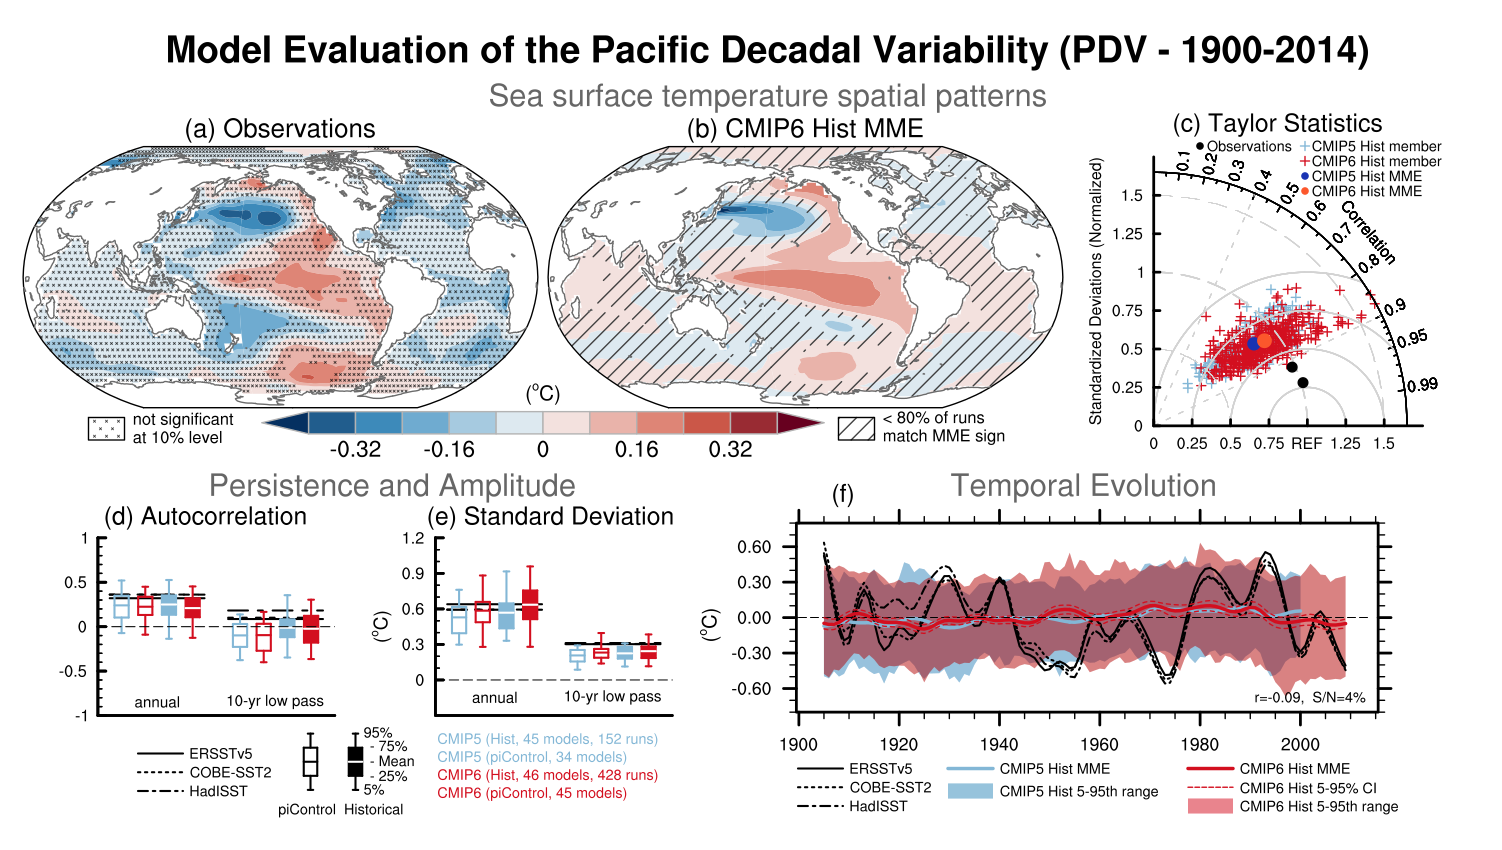 Model Evaluation of the Pacific Decadal Variability (PDV - 1900-2014)
Sea surface temperature spatial patterns
(a) Observations
(b) CMIP6 Hist MME
(c) Taylor Statistics
Observations
CMIP5 Hist member
CMIP6 Hist member
CMIP5 Hist MME
CMIP6 Hist MME
Standardized Deviations (Normalized)
1.5
1.25
1
0.75
0.5
0.25
0
0 0.25 0.5 0.75 REF 1.25 1.5
0.1
0.2
0.3
0.4
0.5
0.6
0.7
0.8
0.9
0.95
0.99
Correlation
not significant
at 10% level
(°C)
-0.32 -0.16 0 0.16 0.32
< 80% of runs
match MME sign
Persistence and Amplitude
(d) Autocorrelation
1
0.5
0
-0.5
-1
annual
10-yr low pass
(e) Standard Deviation
1.2
0.9
0.6
0.3
0
(°C)
annual
10-yr low pass
ERSSTv5
COBE-SST2
HadISST
95%
- 75%
- Mean
- 25%
5%
piControl
Historical
CMIP5 (Hist, 45 models, 152 runs)
CMIP5 (piControl, 34 models)
CMIP6 (Hist, 46 models, 428 runs)
CMIP6 (piControl, 45 models)
Temporal Evolution
(f)
0.60
0.30
0.00
-0.30
-0.60
(°C)
r=-0.09, S/N=4%
1900 1920 1940 1960 1980 2000
ERSSTv5
COBE-SST2
HadISST
CMIP5 Hist MME
CMIP5 Hist 5-95th range
CMIP6 Hist MME
CMIP6 Hist 5-95% CI
CMIP6 Hist 5-95th range